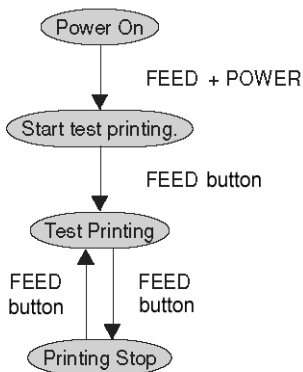 Power On
FEED + POWER
Start test printing.
FEED button
Test Printing
FEED
button
FEED
button
Printing Stop